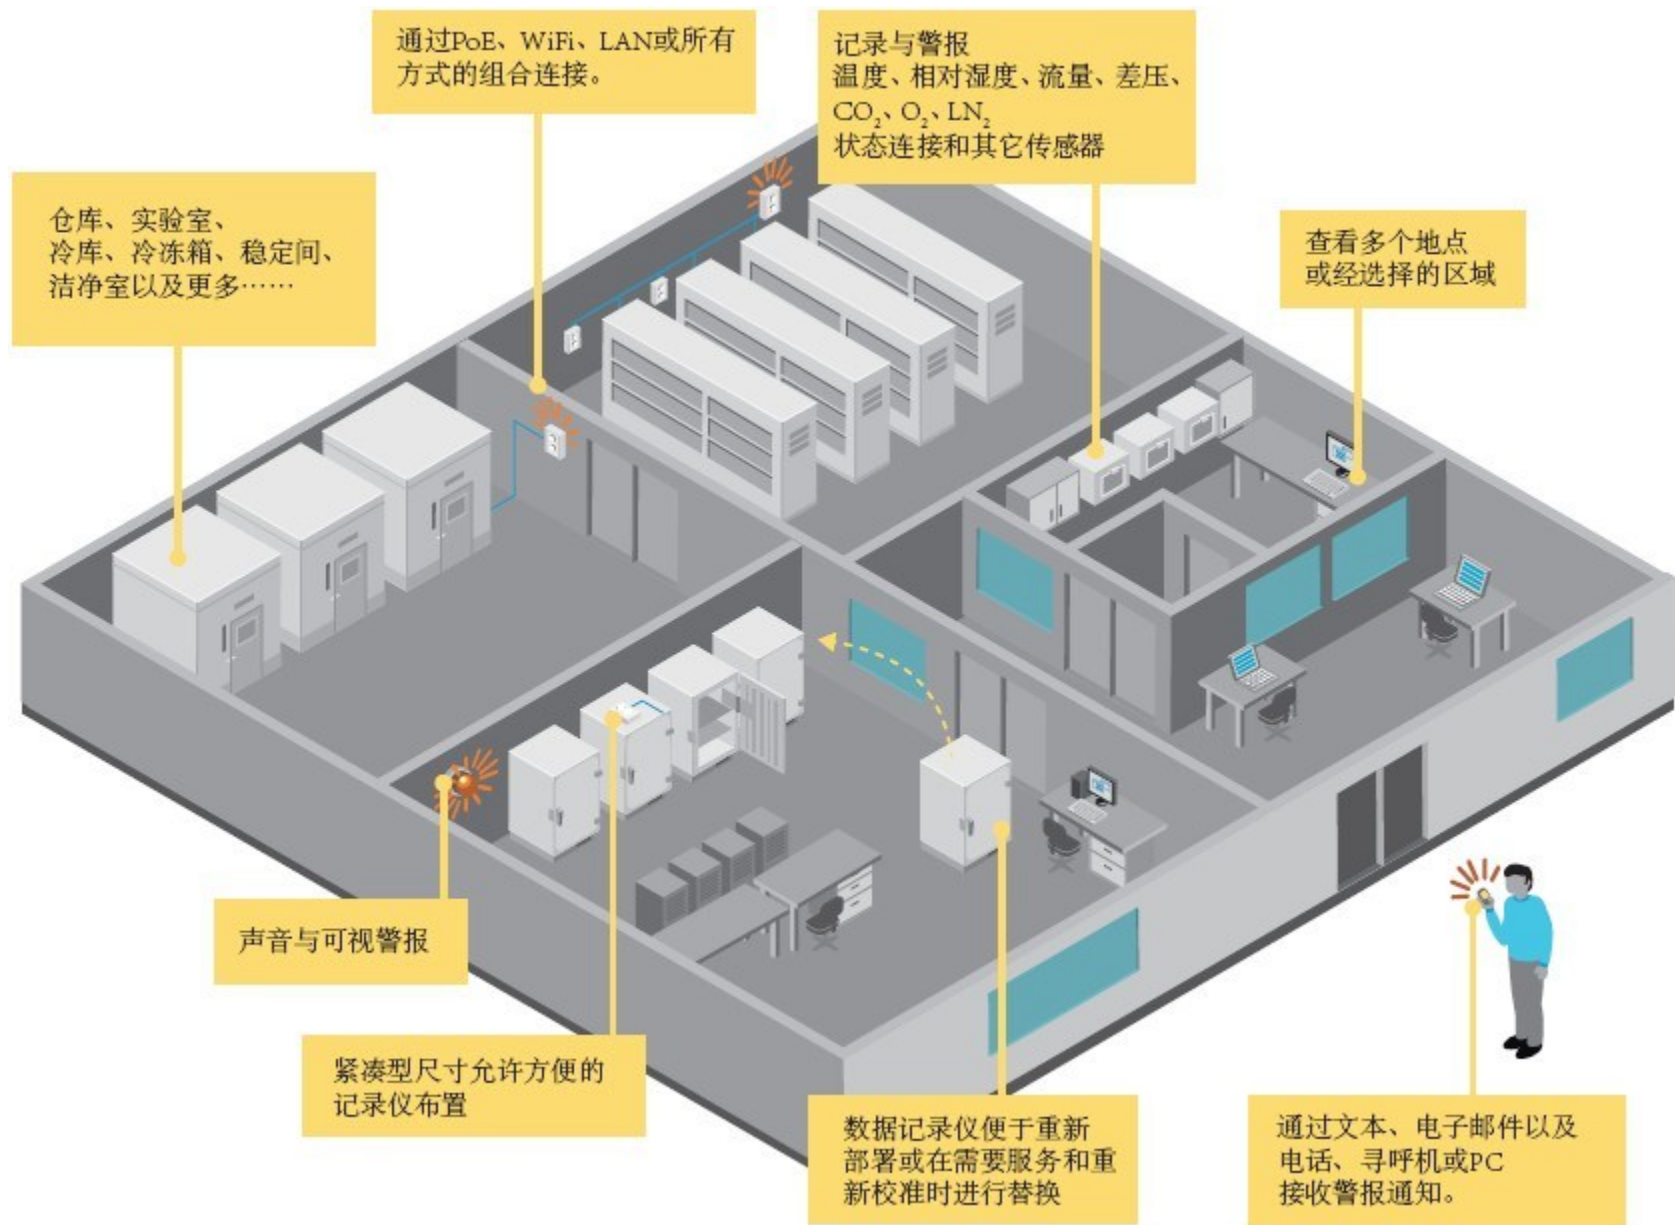 通过PoE、WiFi、LAN或所有
方式的组合连接。
记录与警报
温度、相对湿度、流量、差压、
CO₂、O₂、LN₂
状态连接和其它传感器
仓库、实验室、
冷库、冷冻箱、稳定间、
洁净室以及更多……
查看多个地点
或经选择的区域
声音与可视警报
紧凑型尺寸允许方便的
记录仪布置
数据记录仪便于重新
部署或在需要服务和重
新校准时进行替换
通过文本、电子邮件以及
电话、寻呼机或PC
接收警报通知。